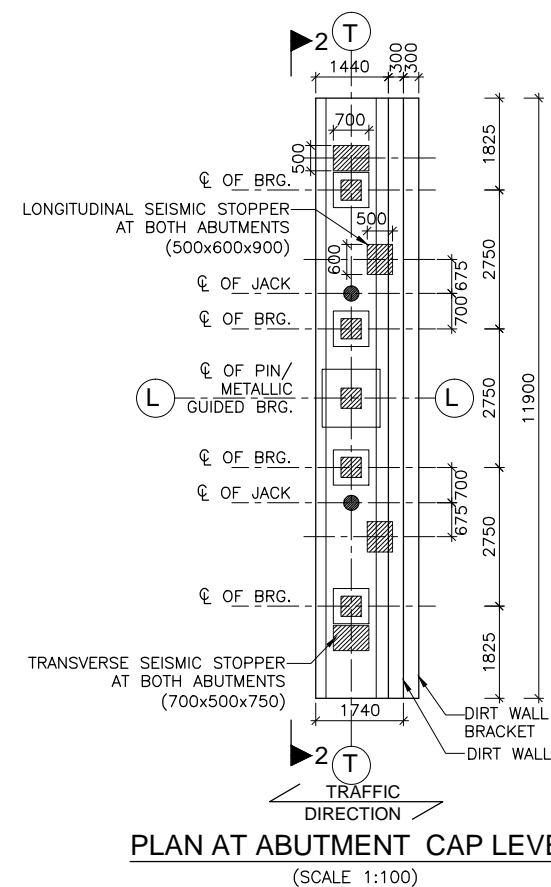 2
T
1440
300
300
700
500
1825
℄ OF BRG.
LONGITUDINAL SEISMIC STOPPER
AT BOTH ABUTMENTS
(500x600x900)
500
600
2750
675
℄ OF JACK
700
℄ OF BRG.
℄ OF PIN/
METALLIC
GUIDED BRG.
L
L
2750
11900
℄ OF BRG.
700
℄ OF JACK
675
2750
℄ OF BRG.
TRANSVERSE SEISMIC STOPPER
AT BOTH ABUTMENTS
(700x500x750)
1825
1740
DIRT WALL
BRACKET
DIRT WALL
2
T
TRAFFIC
DIRECTION
PLAN AT ABUTMENT CAP LEVE
(SCALE 1:100)